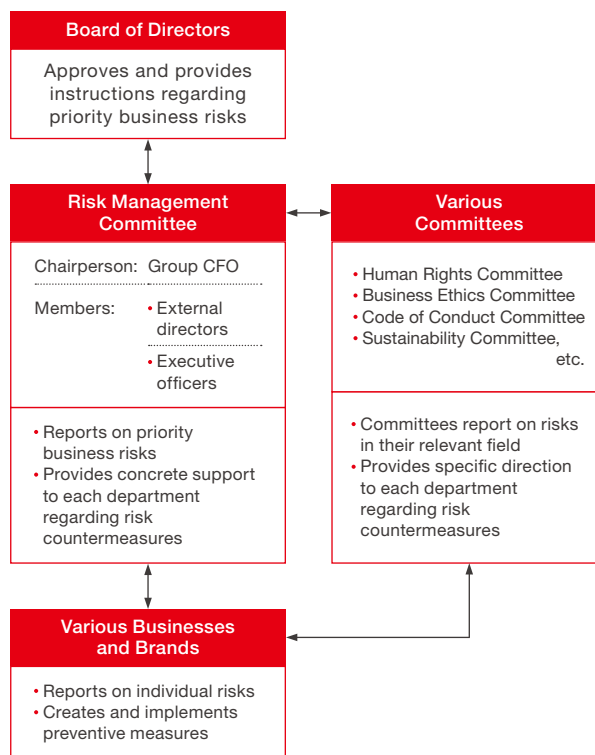 Board of Directors
Approves and provides
instructions regarding
priority business risks
Risk Management
Committee
Chairperson: Group CFO
Members: • External
directors
• Executive
officers
• Reports on priority
business risks
• Provides concrete support
to each department
regarding risk
countermeasures
Various
Committees
• Human Rights Committee
• Business Ethics Committee
• Code of Conduct Committee
• Sustainability Committee,
etc.
• Committees report on risks
in their relevant field
• Provides specific direction
to each department
regarding risk
countermeasures
Various Businesses
and Brands
• Reports on individual risks
• Creates and implements
preventive measures